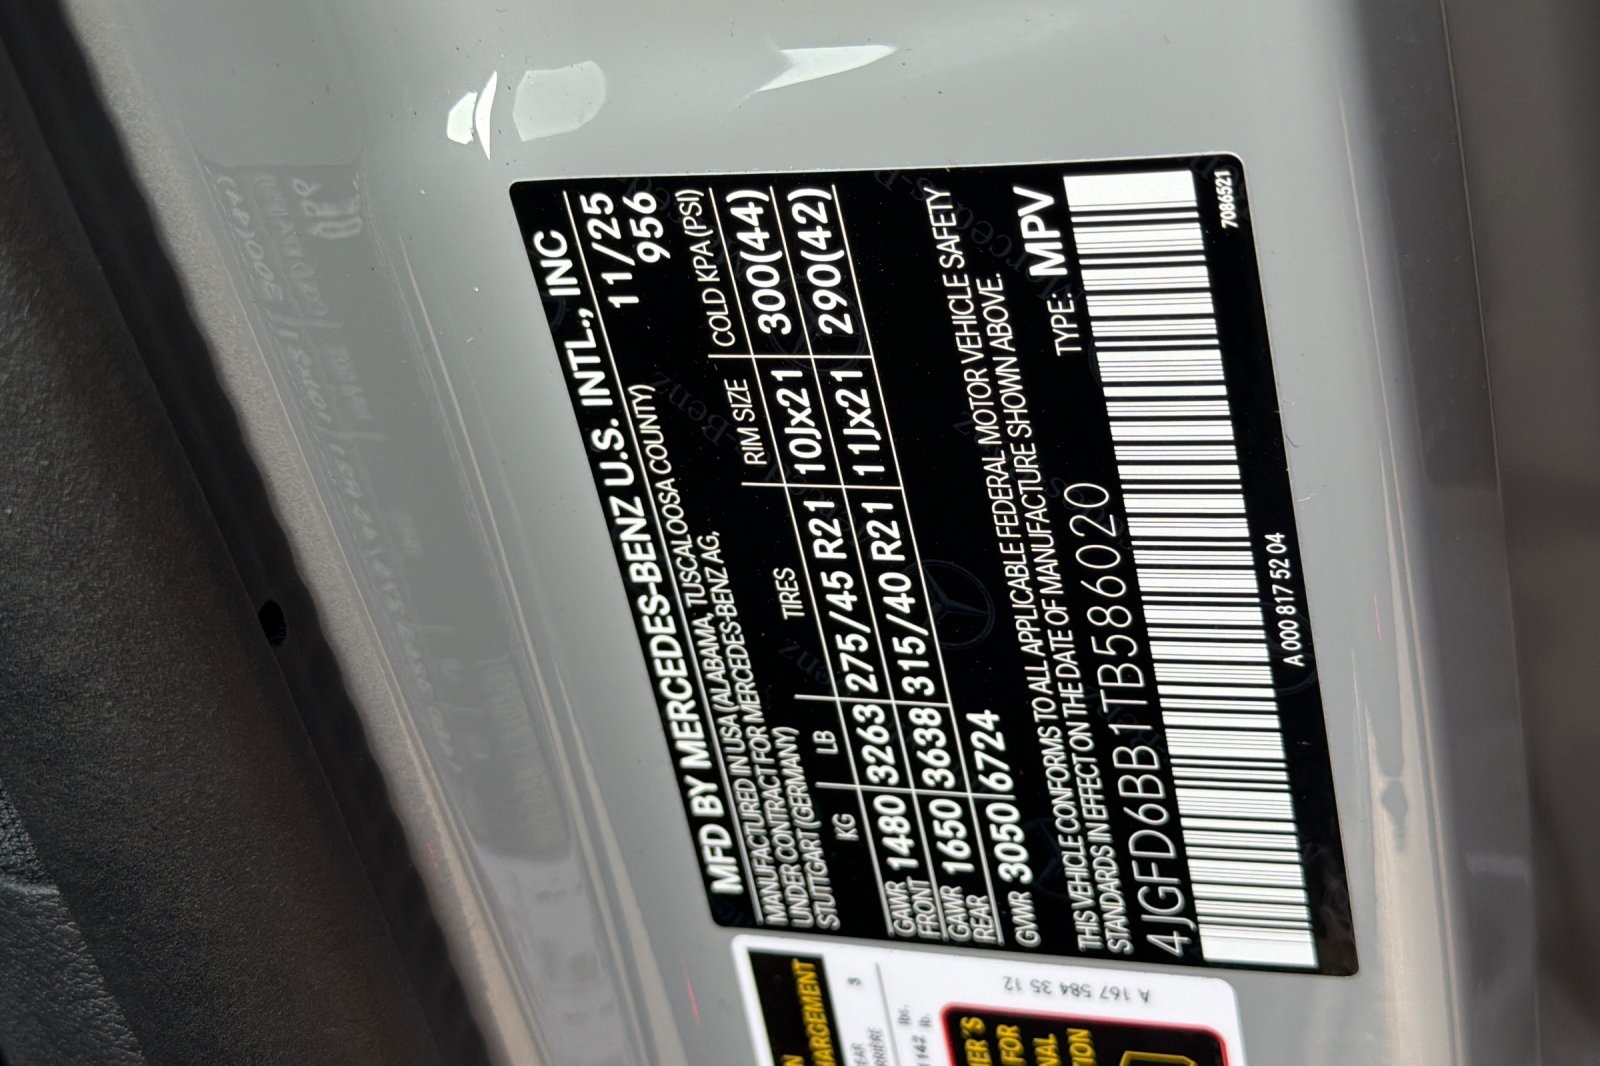 MFD BY MERCEDES-BENZ U.S. INTL., INC
MANUFACTURED IN USA (ALABAMA, TUSCALOOSA COUNTY) 11/25
UNDER CONTRACT FOR MERCEDES-BENZ AG, 956
STUTTGART (GERMANY)
KG LB TIRES RIM SIZE COLD KPA (PSI)
GAWR FRONT 1480 3263 275/45 R21 10Jx21 300(44)
GAWR REAR 1650 3638 315/40 R21 11Jx21 290(42)
GVWR 3050 6724
THIS VEHICLE CONFORMS TO ALL APPLICABLE FEDERAL MOTOR VEHICLE SAFETY
STANDARDS IN EFFECT ON THE DATE OF MANUFACTURE SHOWN ABOVE.
4JGFD6BB1TB586020 TYPE: MPV
A 000 817 52 04
7086521
A 167 584 35 12
3
lbs.
1142 lb.